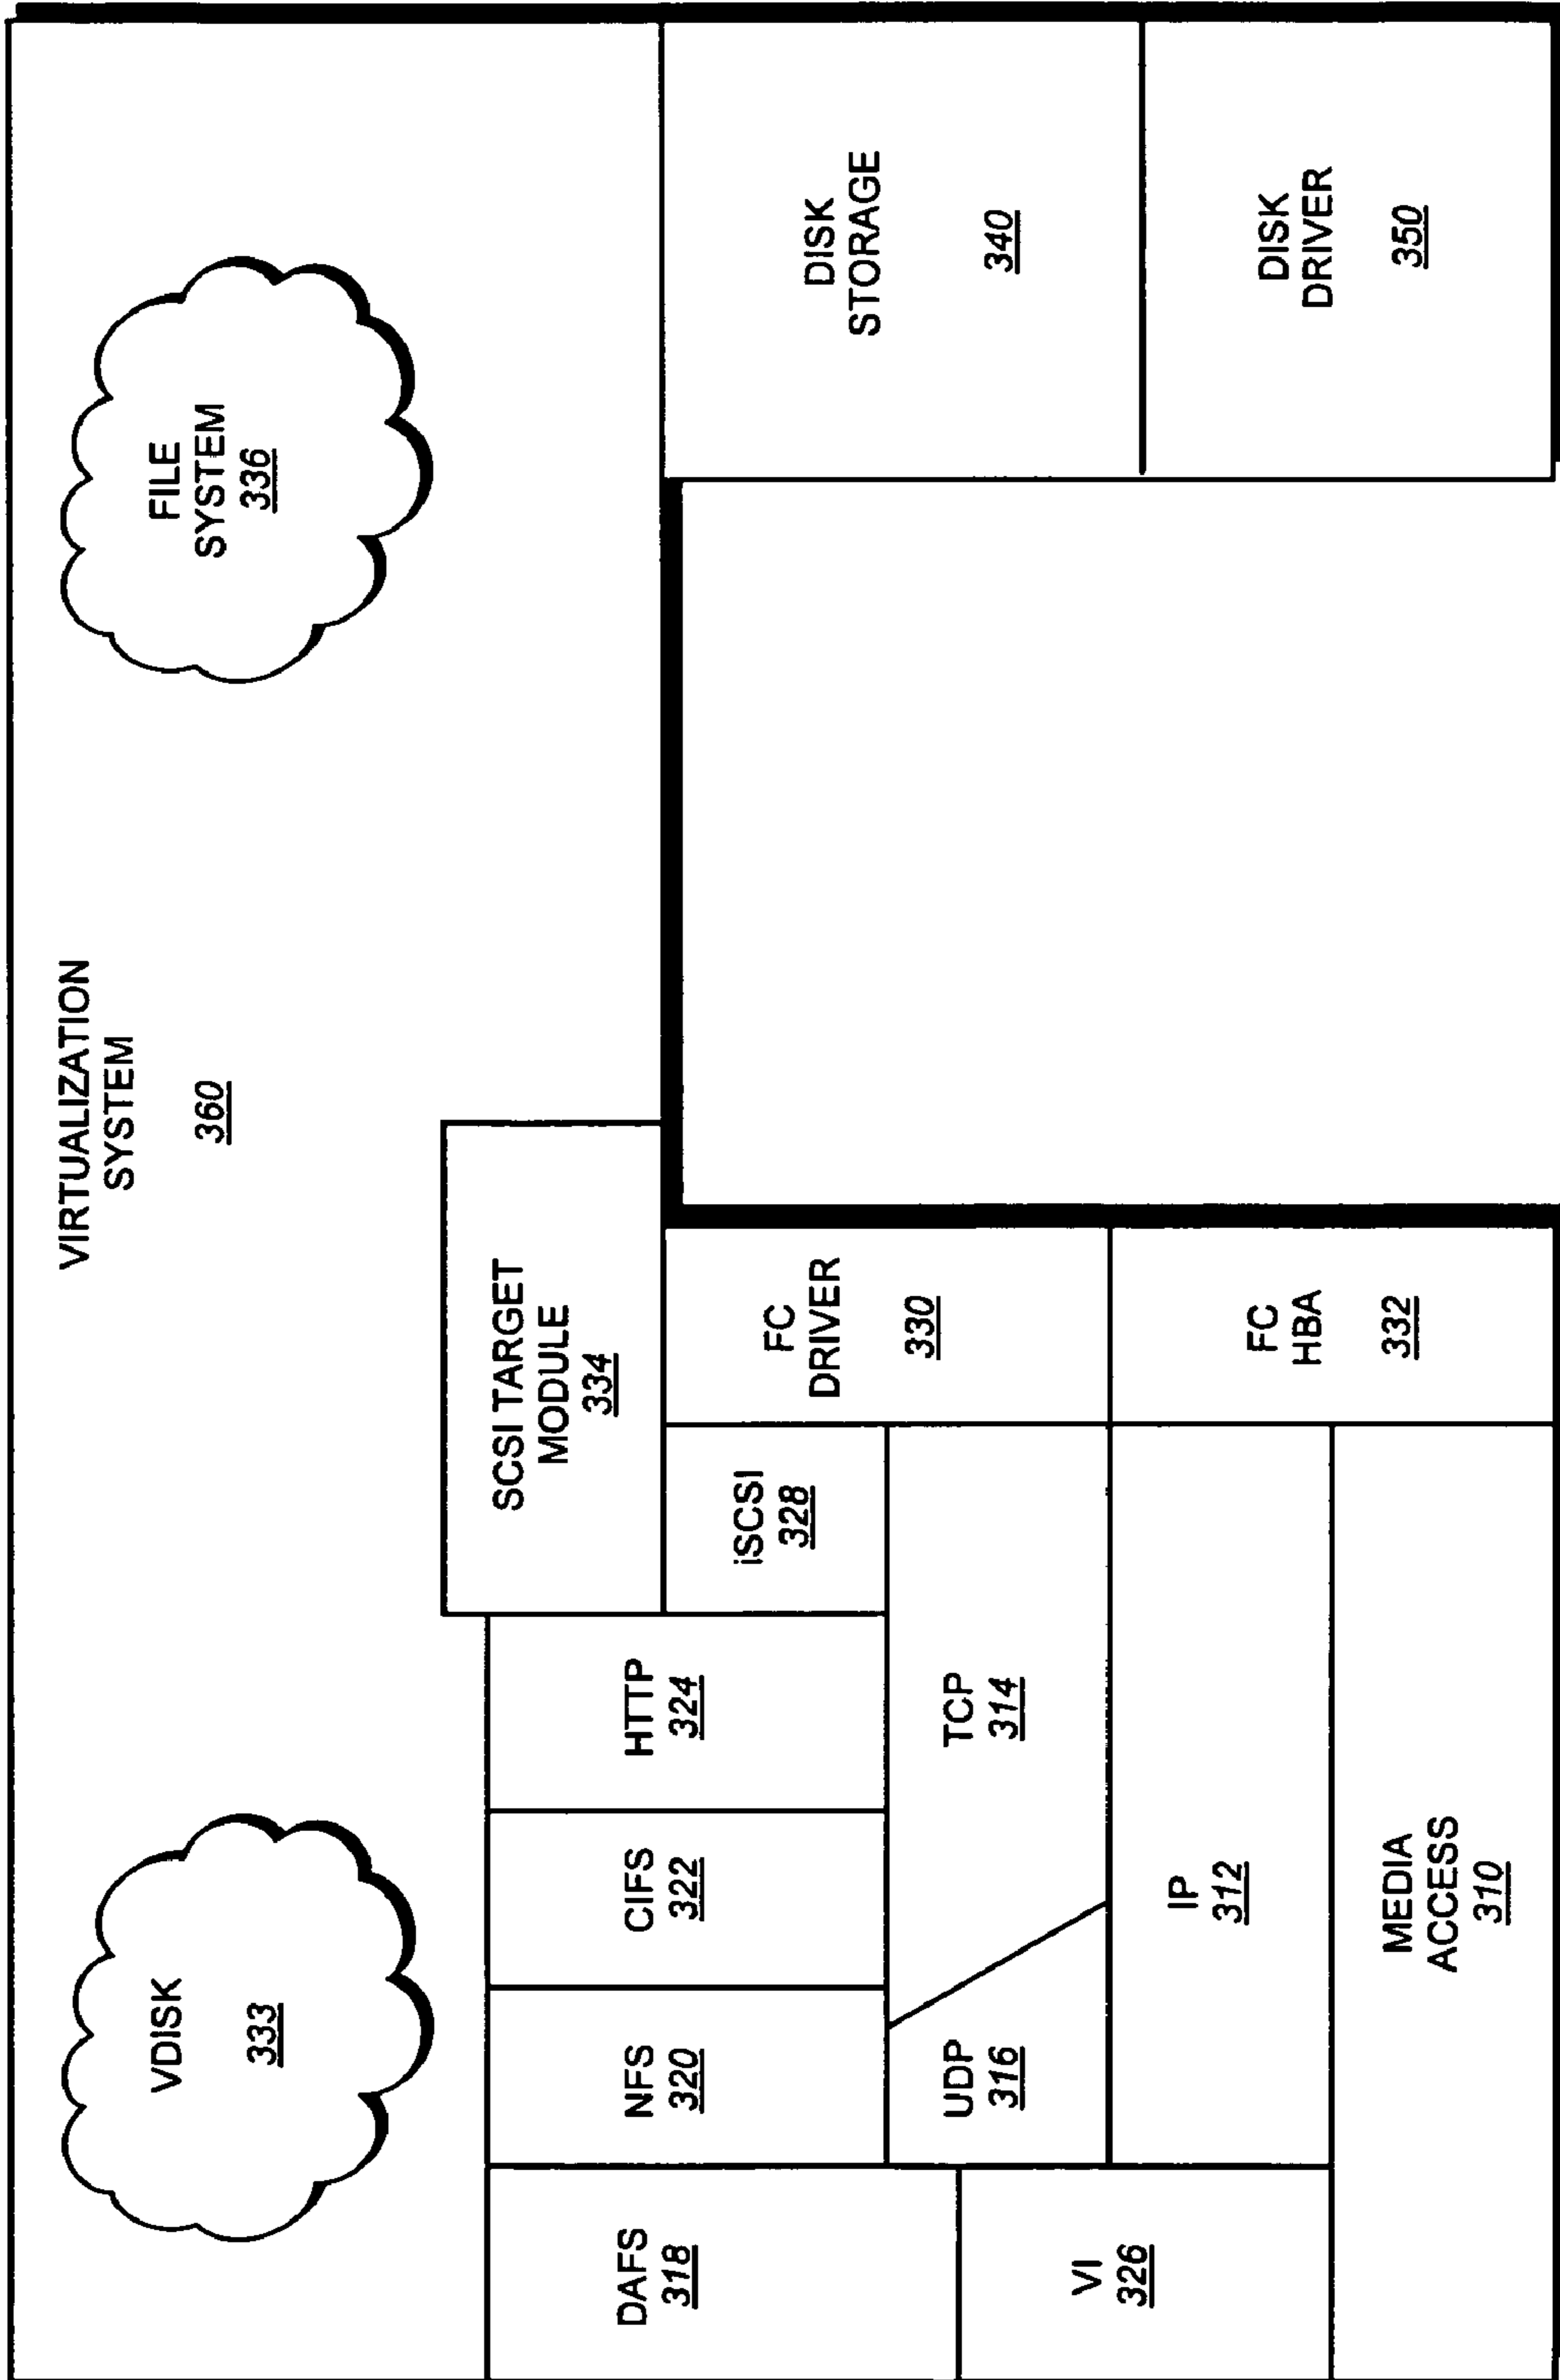 VIRTUALIZATION
SYSTEM
360
VDISK
333
FILE
SYSTEM
336
SCSI TARGET
MODULE
334
DAFS
318
NFS
320
CIFS
322
HTTP
324
iSCSI
328
FC
DRIVER
330
DISK
STORAGE
340
VI
326
UDP
316
TCP
314
IP
312
FC
HBA
332
DISK
DRIVER
350
MEDIA
ACCESS
310